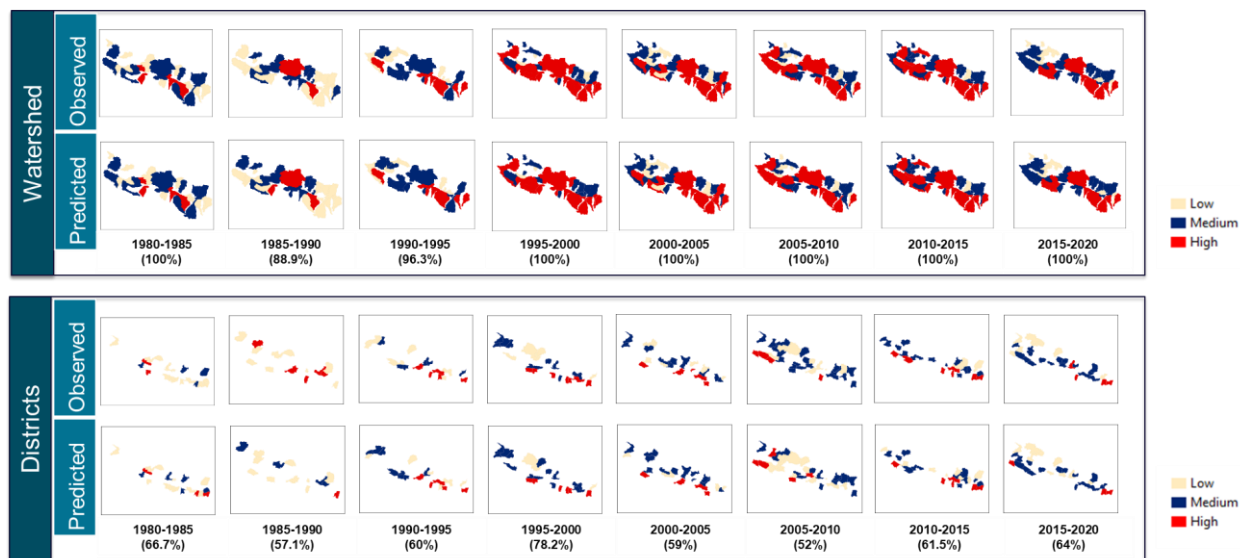 Watershed
Observed
Predicted
1980-1985
(100%)
1985-1990
(88.9%)
1990-1995
(96.3%)
1995-2000
(100%)
2000-2005
(100%)
2005-2010
(100%)
2010-2015
(100%)
2015-2020
(100%)
Low
Medium
High
Districts
Observed
Predicted
1980-1985
(66.7%)
1985-1990
(57.1%)
1990-1995
(60%)
1995-2000
(78.2%)
2000-2005
(59%)
2005-2010
(52%)
2010-2015
(61.5%)
2015-2020
(64%)
Low
Medium
High